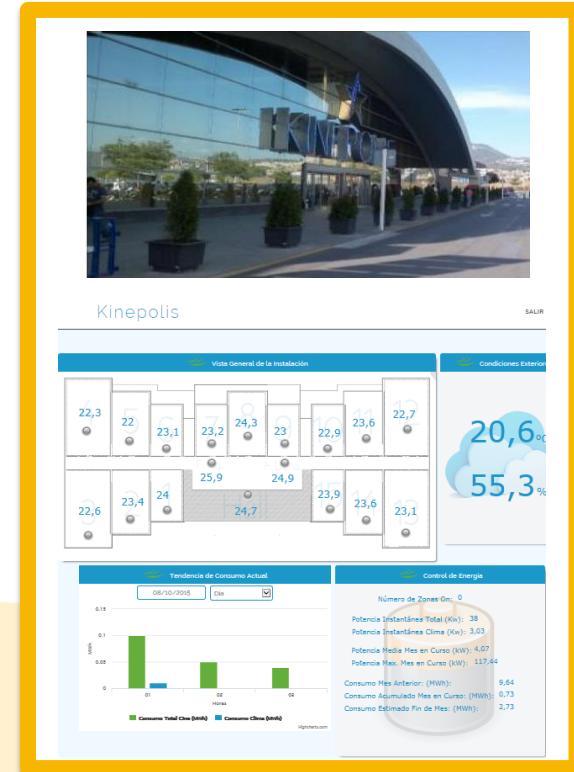 KINEPOLIS
Kinepolis
SALIR
Vista General de la Instalación
Condiciones Exterior
22,3
22
23,1
23,2
24,3
23
22,9
23,6
22,7
25,9
24,9
22,6
23,4
24
24,7
23,9
23,6
23,1
20,6 ºC
55,3 %
Tendencia de Consumo Actual
08/10/2015 Día
0.15
0.1
0.05
0
MWh
01 02 03
Horas
Consumo Total Cine (MWh) Consumo Clima (MWh)
Highcharts.com
Control de Energía
Número de Zonas On: 0
Potencia Instantánea Total (Kw): 38
Potencia Instantánea Clima (Kw): 3,03
Potencia Media Mes en Curso (kW): 4,07
Potencia Max. Mes en Curso (kW): 117,44
Consumo Mes Anterior: (MWh): 9,64
Consumo Acumulado Mes en Curso: (MWh): 0,73
Consumo Estimado Fin de Mes: (MWh): 2,73